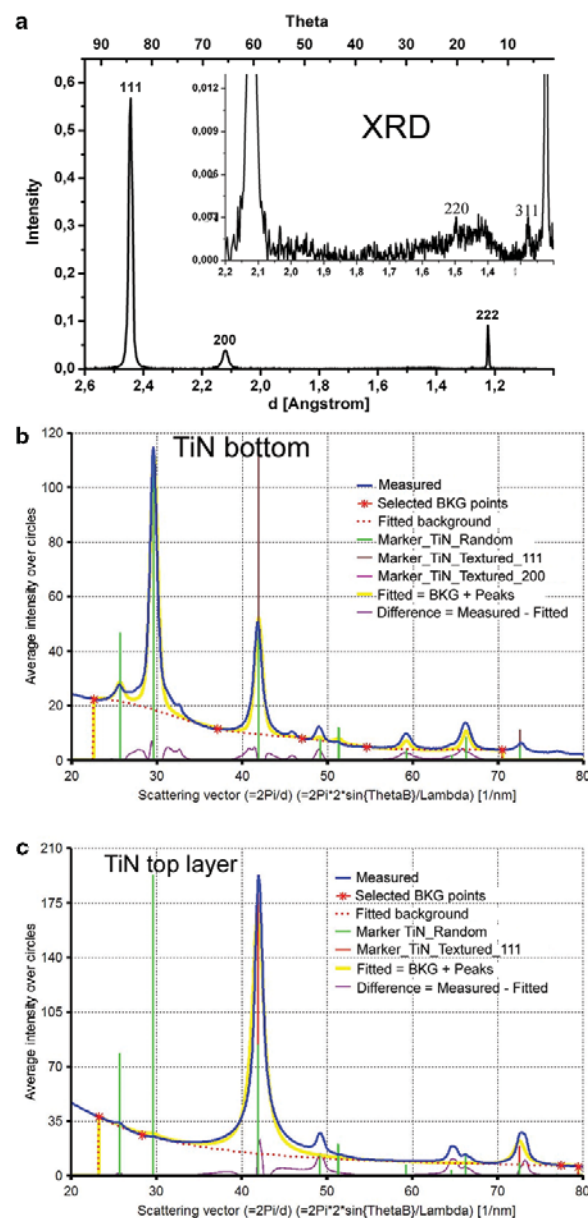 a
Theta
90 80 70 60 50 40 30 20 10
0,6
0,5
0,4
0,3
0,2
0,1
0,0
Intensity
111
200
222
XRD
0,012
0,009
0,006
0,003
0,000
220
311
2,2 2,1 2,0 1,9 1,8 1,7 1,6 1,5 1,4
2,6 2,4 2,2 2,0 1,8 1,6 1,4 1,2
d [Angstrom]
b
TiN bottom
120
100
80
60
40
20
0
Average intensity over circles
Measured
Selected BKG points
Fitted background
Marker_TiN_Random
Marker_TiN_Textured_111
Marker_TiN_Textured_200
Fitted = BKG + Peaks
Difference = Measured - Fitted
20 30 40 50 60 70 80
Scattering vector (=2Pi/d) (=2Pi*2*sin{ThetaB}/Lambda) [1/nm]
c
TiN top layer
210
175
140
105
70
35
0
Average intensity over circles
Measured
Selected BKG points
Fitted background
Marker TiN_Random
Marker_TiN_Textured_111
Fitted = BKG + Peaks
Difference = Measured - Fitted
20 30 40 50 60 70 80
Scattering vector (=2Pi/d) (=2Pi*2*sin{ThetaB}/Lambda) [1/nm]